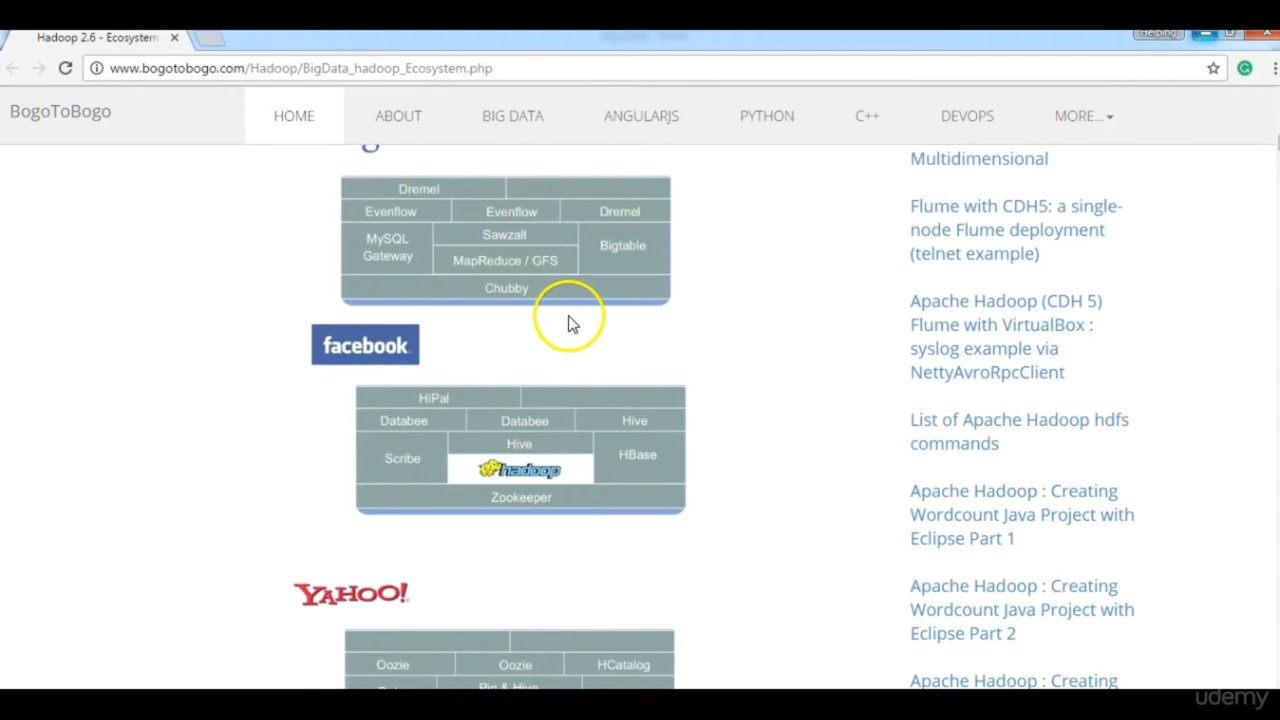 Hadoop 2.6 - Ecosystem
Helping
www.bogotobogo.com/Hadoop/BigData_hadoop_Ecosystem.php
BogoToBogo
HOME
ABOUT
BIG DATA
ANGULARJS
PYTHON
C++
DEVOPS
MORE...
Dremel
Evenflow
Evenflow
Dremel
MySQL
Gateway
Sawzall
MapReduce / GFS
Bigtable
Chubby
facebook
HiPal
Databee
Databee
Hive
Scribe
Hive
hadoop
HBase
Zookeeper
YAHOO!
Oozie
Oozie
HCatalog
Pig & Hive
Multidimensional
Flume with CDH5: a single-
node Flume deployment
(telnet example)
Apache Hadoop (CDH 5)
Flume with VirtualBox :
syslog example via
NettyAvroRpcClient
List of Apache Hadoop hdfs
commands
Apache Hadoop : Creating
Wordcount Java Project with
Eclipse Part 1
Apache Hadoop : Creating
Wordcount Java Project with
Eclipse Part 2
Apache Hadoop : Creating
udemy